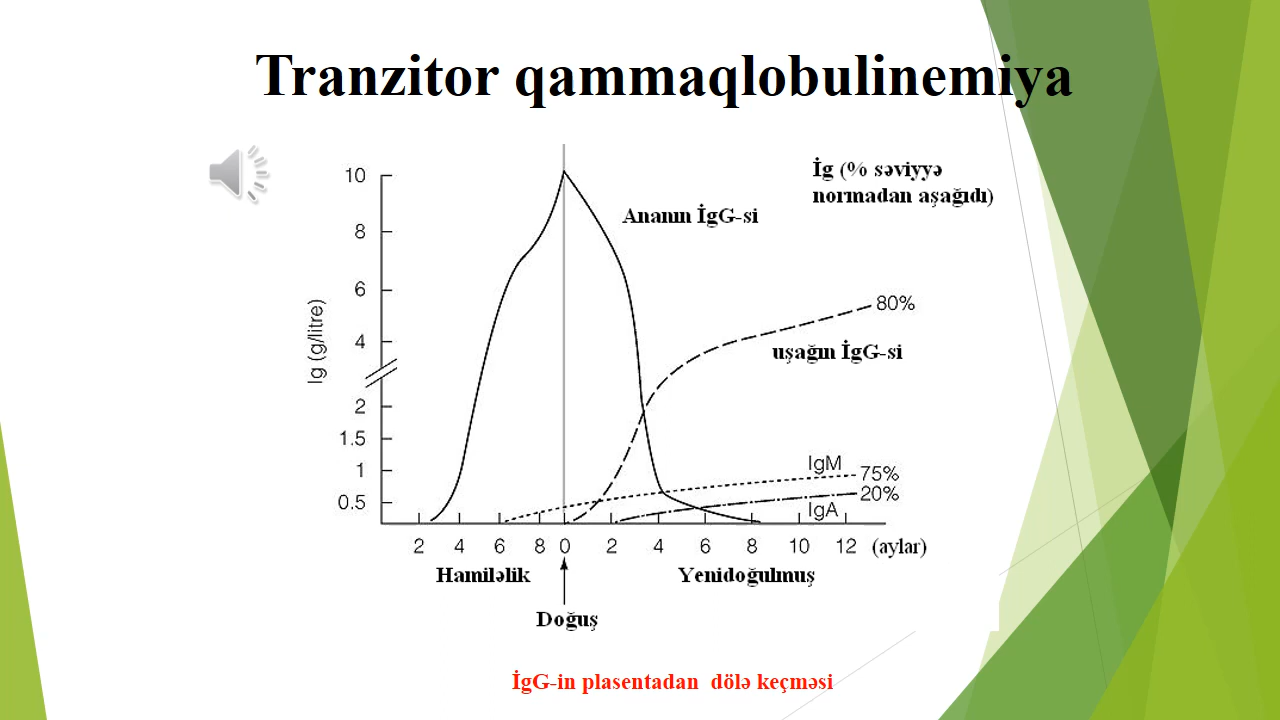 Tranzitor qammaqlobulinemiya
İg (% səviyyə
normadan aşağıdı)
Ananın İgG-si
uşağın İgG-si
80%
IgM
75%
20%
IgA
Ig (g/litre)
10
8
6
4
2
1.5
1
0.5
2 4 6 8 0 2 4 6 8 10 12 (aylar)
Hamiləlik
Yenidoğulmuş
Doğuş
İgG-in plasentadan dölə keçməsi